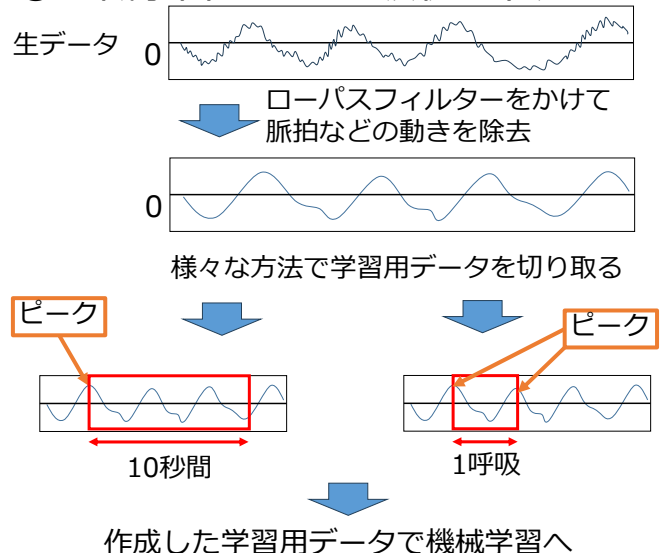 生データ
0
ローパスフィルターをかけて
脈拍などの動きを除去
0
様々な方法で学習用データを切り取る
ピーク
ピーク
10秒間
1呼吸
作成した学習用データで機械学習へ